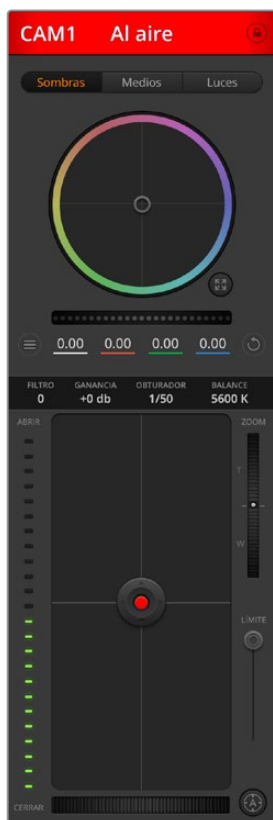 CAM1 Al aire
Sombras Medios Luces
0.00 0.00 0.00 0.00
FILTRO GANANCIA OBTURADOR BALANCE
0 +0 db 1/50 5600 K
ABRIR ZOOM
T
W
LÍMITE
CERRAR A